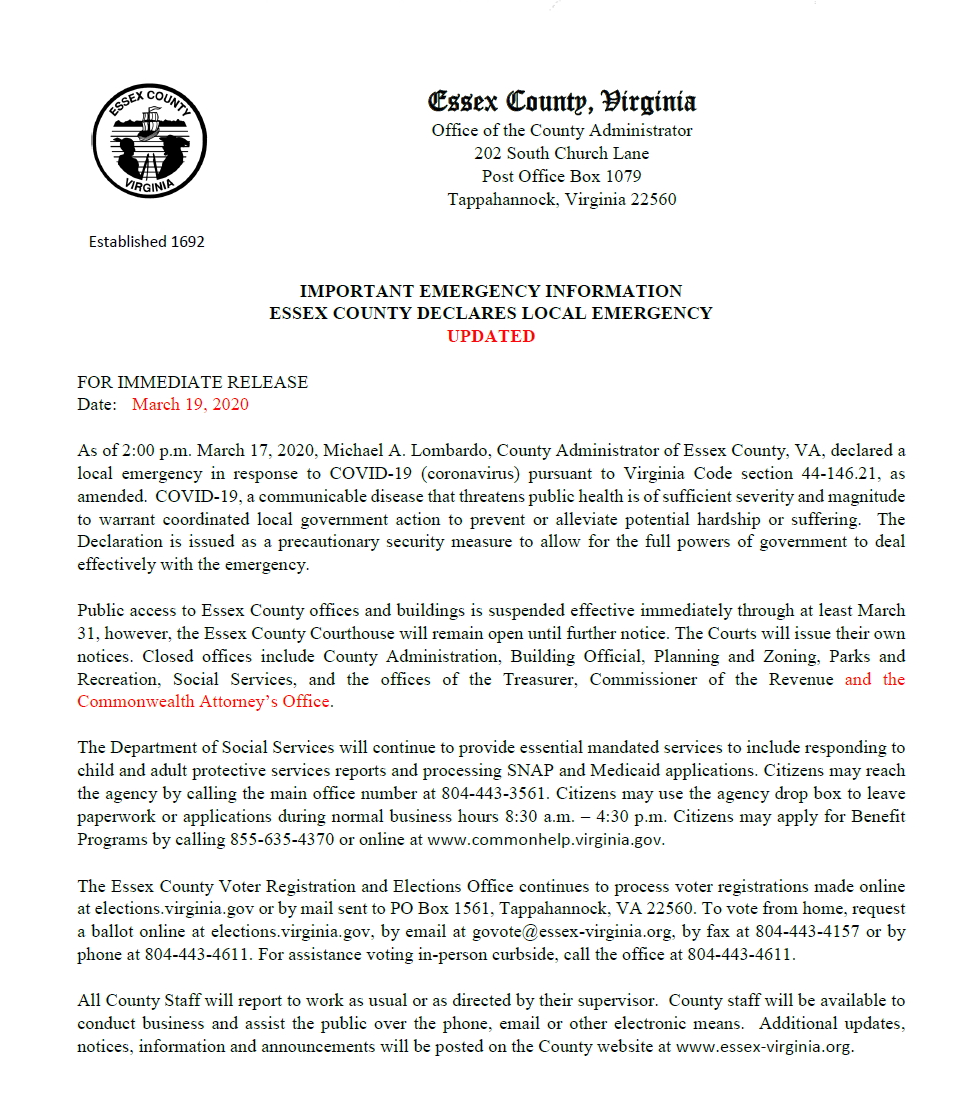 ESSEX COUNTY
VIRGINIA
Established 1692
Essex County, Virginia
Office of the County Administrator
202 South Church Lane
Post Office Box 1079
Tappahannock, Virginia 22560
IMPORTANT EMERGENCY INFORMATION
ESSEX COUNTY DECLARES LOCAL EMERGENCY
UPDATED
FOR IMMEDIATE RELEASE
Date: March 19, 2020
As of 2:00 p.m. March 17, 2020, Michael A. Lombardo, County Administrator of Essex County, VA, declared a
local emergency in response to COVID-19 (coronavirus) pursuant to Virginia Code section 44-146.21, as
amended. COVID-19, a communicable disease that threatens public health is of sufficient severity and magnitude
to warrant coordinated local government action to prevent or alleviate potential hardship or suffering. The
Declaration is issued as a precautionary security measure to allow for the full powers of government to deal
effectively with the emergency.
Public access to Essex County offices and buildings is suspended effective immediately through at least March
31, however, the Essex County Courthouse will remain open until further notice. The Courts will issue their own
notices. Closed offices include County Administration, Building Official, Planning and Zoning, Parks and
Recreation, Social Services, and the offices of the Treasurer, Commissioner of the Revenue and the
Commonwealth Attorney's Office.
The Department of Social Services will continue to provide essential mandated services to include responding to
child and adult protective services reports and processing SNAP and Medicaid applications. Citizens may reach
the agency by calling the main office number at 804-443-3561. Citizens may use the agency drop box to leave
paperwork or applications during normal business hours 8:30 a.m. – 4:30 p.m. Citizens may apply for Benefit
Programs by calling 855-635-4370 or online at www.commonhelp.virginia.gov.
The Essex County Voter Registration and Elections Office continues to process voter registrations made online
at elections.virginia.gov or by mail sent to PO Box 1561, Tappahannock, VA 22560. To vote from home, request
a ballot online at elections.virginia.gov, by email at govote@essex-virginia.org, by fax at 804-443-4157 or by
phone at 804-443-4611. For assistance voting in-person curbside, call the office at 804-443-4611.
All County Staff will report to work as usual or as directed by their supervisor. County staff will be available to
conduct business and assist the public over the phone, email or other electronic means. Additional updates,
notices, information and announcements will be posted on the County website at www.essex-virginia.org.